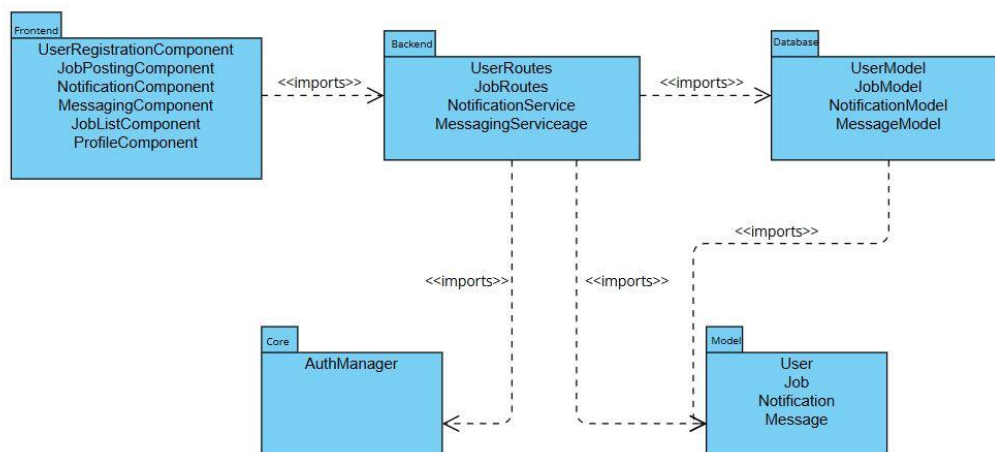 Frontend
UserRegistrationComponent
JobPostingComponent
NotificationComponent
MessagingComponent
JobListComponent
ProfileComponent
<<imports>>
Backend
UserRoutes
JobRoutes
NotificationService
MessagingServiceage
<<imports>>
Database
UserModel
JobModel
NotificationModel
MessageModel
<<imports>>
<<imports>>
<<imports>>
Core
AuthManager
Model
User
Job
Notification
Message